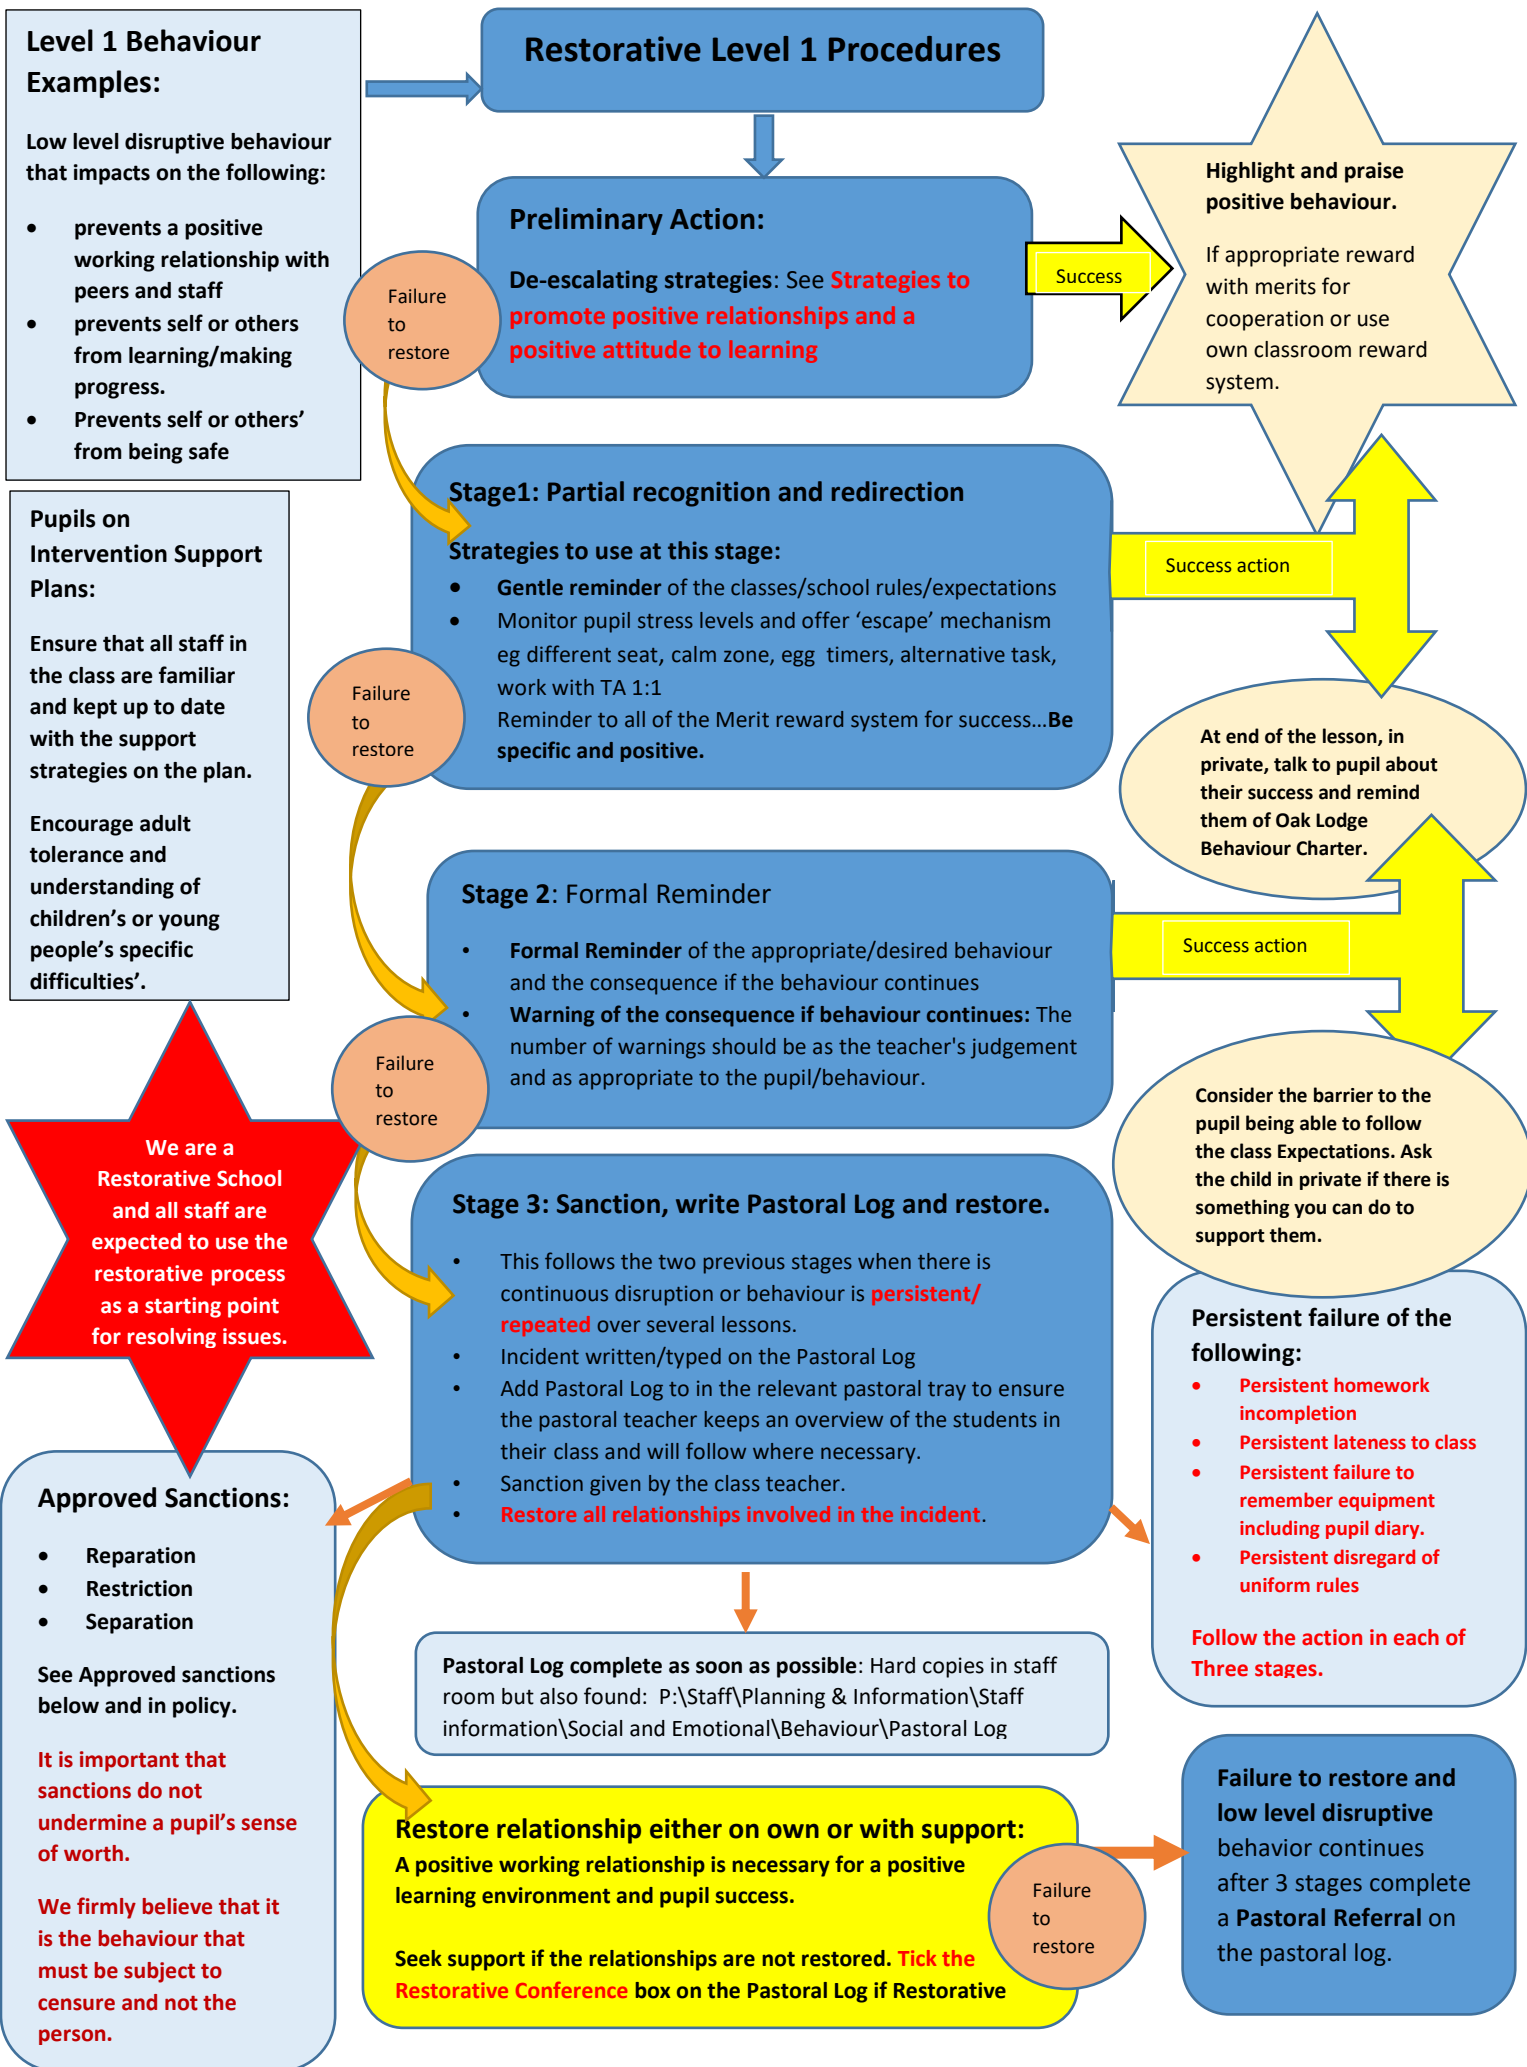 Level 1 Behaviour
Examples:
Low level disruptive behaviour
that impacts on the following:
• prevents a positive
working relationship with
peers and staff
• prevents self or others
from learning/making
progress.
• Prevents self or others’
from being safe
Restorative Level 1 Procedures
Preliminary Action:
De-escalating strategies: See Strategies to
promote positive relationships and a
positive attitude to learning
Success
Highlight and praise
positive behaviour.
If appropriate reward
with merits for
cooperation or use
own classroom reward
system.
Failure
to
restore
Pupils on
Intervention Support
Plans:
Ensure that all staff in
the class are familiar
and kept up to date
with the support
strategies on the plan.
Encourage adult
tolerance and
understanding of
children’s or young
people’s specific
difficulties’.
Stage1: Partial recognition and redirection
Strategies to use at this stage:
• Gentle reminder of the classes/school rules/expectations
• Monitor pupil stress levels and offer ‘escape’ mechanism
eg different seat, calm zone, egg  timers, alternative task,
work with TA 1:1
Reminder to all of the Merit reward system for success…Be
specific and positive.
Success action
Failure
to
restore
At end of the lesson, in
private, talk to pupil about
their success and remind
them of Oak Lodge
Behaviour Charter.
Stage 2: Formal Reminder
• Formal Reminder of the appropriate/desired behaviour
and the consequence if the behaviour continues
• Warning of the consequence if behaviour continues: The
number of warnings should be as the teacher's judgement
and as appropriate to the pupil/behaviour.
Success action
Failure
to
restore
Consider the barrier to the
pupil being able to follow
the class Expectations. Ask
the child in private if there is
something you can do to
support them.
We are a
Restorative School
and all staff are
expected to use the
restorative process
as a starting point
for resolving issues.
Stage 3: Sanction, write Pastoral Log and restore.
• This follows the two previous stages when there is
continuous disruption or behaviour is persistent/
repeated over several lessons.
• Incident written/typed on the Pastoral Log
• Add Pastoral Log to in the relevant pastoral tray to ensure
the pastoral teacher keeps an overview of the students in
their class and will follow where necessary.
• Sanction given by the class teacher.
• Restore all relationships involved in the incident.
Persistent failure of the
following:
• Persistent homework
incompletion
• Persistent lateness to class
• Persistent failure to
remember equipment
including pupil diary.
• Persistent disregard of
uniform rules
Follow the action in each of
Three stages.
Approved Sanctions:
• Reparation
• Restriction
• Separation
See Approved sanctions
below and in policy.
It is important that
sanctions do not
undermine a pupil’s sense
of worth.
We firmly believe that it
is the behaviour that
must be subject to
censure and not the
person.
Pastoral Log complete as soon as possible: Hard copies in staff
room but also found:  P:\Staff\Planning & Information\Staff
information\Social and Emotional\Behaviour\Pastoral Log
Restore relationship either on own or with support:
A positive working relationship is necessary for a positive
learning environment and pupil success.
Seek support if the relationships are not restored. Tick the
Restorative Conference box on the Pastoral Log if Restorative
Failure
to
restore
Failure to restore and
low level disruptive
behavior continues
after 3 stages complete
a Pastoral Referral on
the pastoral log.